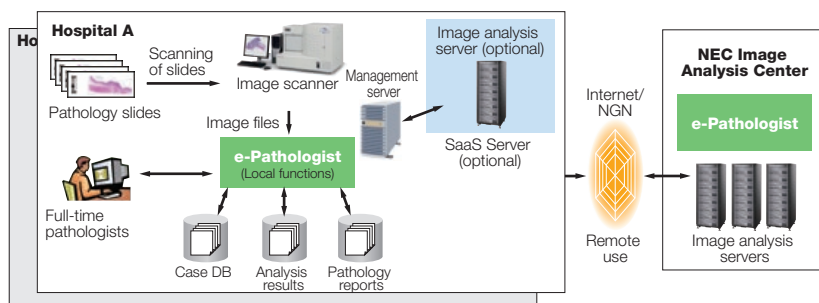 Ho
Hospital A
Scanning
of slides
Pathology slides
Image scanner
Image files
Management
server
Image analysis
server (optional)
SaaS Server
(optional)
e-Pathologist
(Local functions)
Full-time
pathologists
Case DB
Analysis
results
Pathology
reports
Internet/
NGN
Remote
use
NEC Image
Analysis Center
e-Pathologist
Image analysis
servers